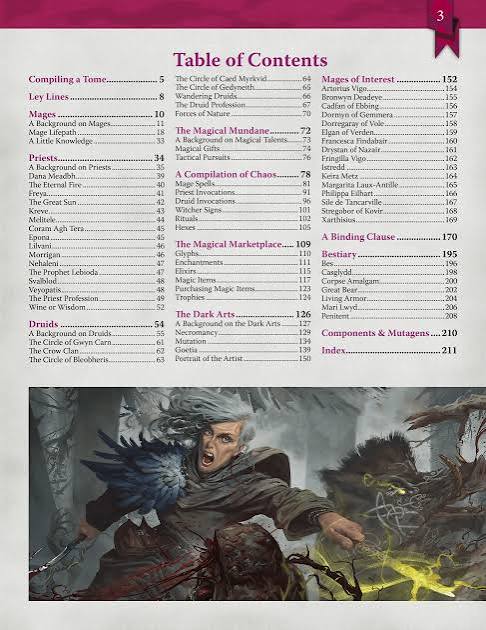 3
Table of Contents
Compiling a Tome 5
Ley Lines 8
Mages 10
A Background on Mages 11
Mage Lifepath 18
A Little Knowledge 33
Priests 34
A Background on Priests 35
Dana Meadbh 39
The Eternal Fire 40
Freya 41
The Great Sun 42
Kreve 43
Melitele 44
Coram Agh Tera 45
Epona 45
Lilvani 46
Morrigan 46
Nehaleni 47
The Prophet Lebioda 47
Svalblod 48
Veyopatis 48
The Priest Profession 49
Wine or Wisdom 52
Druids 54
A Background on Druids 55
The Circle of Gwyn Carn 61
The Crow Clan 62
The Circle of Bleobheris 63
The Circle of Caed Myrkvid 64
The Circle of Gedyneith 65
Wandering Druids 66
The Druid Profession 67
Forces of Nature 70
The Magical Mundane 72
A Background on Magical Talents 73
Magical Gifts 74
Tactical Pursuits 76
A Compilation of Chaos 78
Mage Spells 81
Priest Invocations 91
Druid Invocations 96
Witcher Signs 101
Rituals 102
Hexes 105
The Magical Marketplace 109
Glyphs 110
Enchantments 111
Elixirs 115
Magic Items 117
Purchasing Magic Items 123
Trophies 124
The Dark Arts 126
A Background on the Dark Arts 127
Necromancy 129
Mutation 134
Goetia 139
Portrait of the Artist 150
Mages of Interest 152
Artorius Vigo 154
Bronwyn Deadeye 155
Cadfan of Ebbing 156
Dormyn of Gemmera 157
Dorregaray of Vole 158
Elgan of Verden 159
Francesca Findabair 160
Drystan of Nazair 161
Fringilla Vigo 162
Istredd 163
Keira Metz 164
Margarita Laux-Antille 165
Philippa Eilhart 166
Sile de Tancarville 167
Stregobor of Kovir 168
Xarthisius 169
A Binding Clause 170
Bestiary 195
Bes 196
Casglydd 198
Corpse Amalgam 200
Great Bear 202
Living Armor 204
Mari Lwyd 206
Penitent 208
Components & Mutagens 210
Index 211